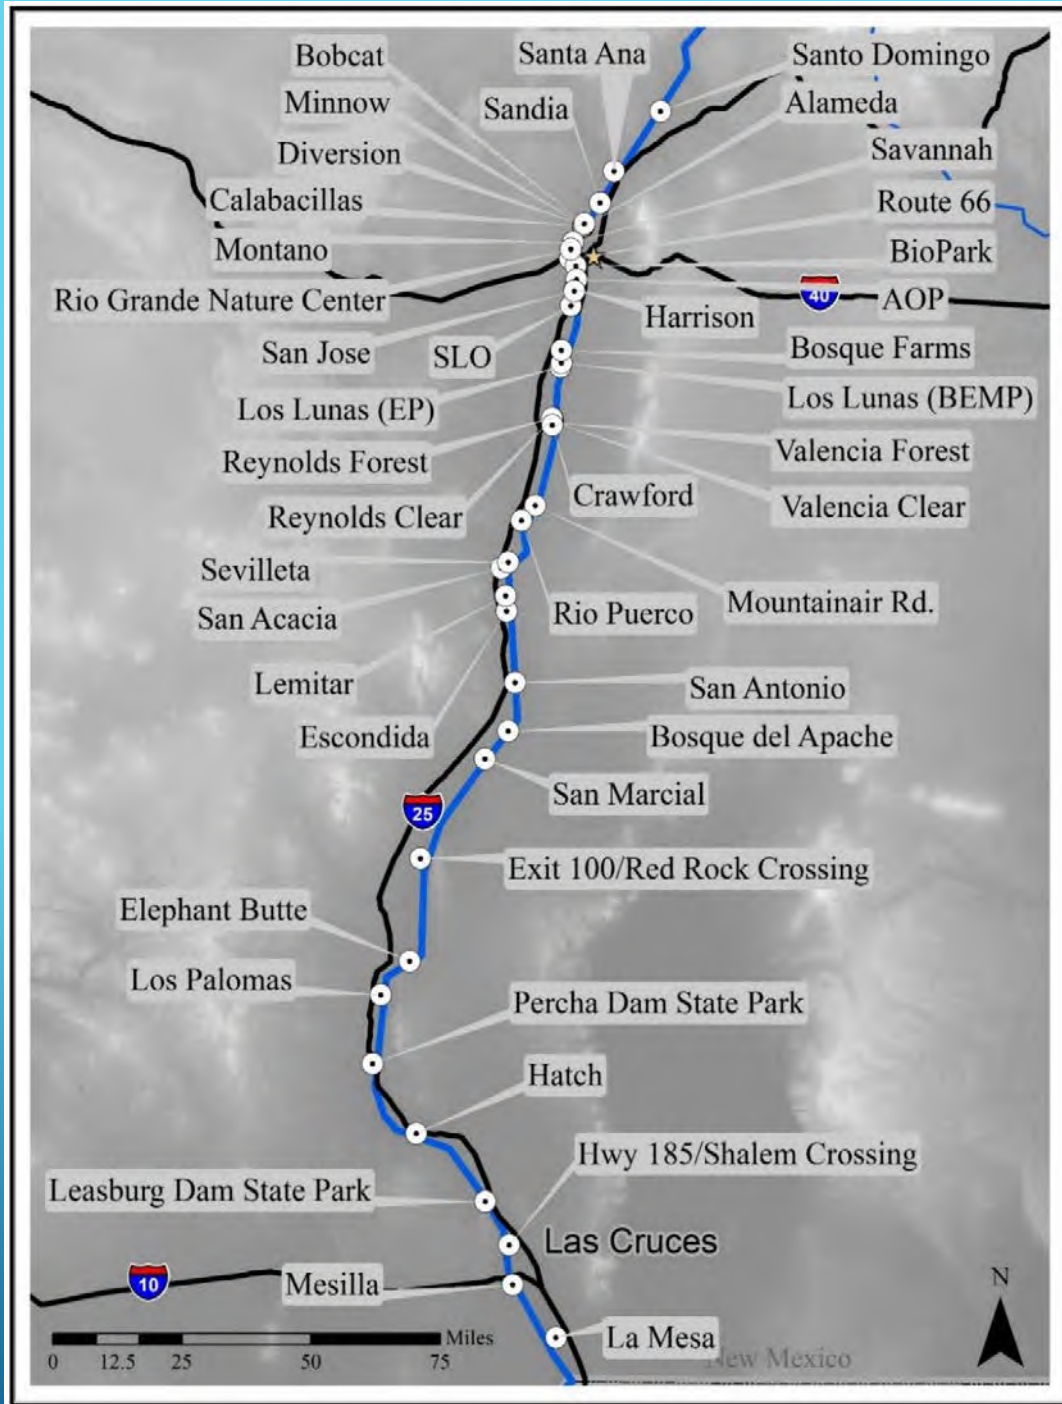 Bobcat
Santa Ana
Santo Domingo
Minnow
Sandia
Alameda
Diversion
Savannah
Calabacillas
Route 66
Montano
BioPark
Rio Grande Nature Center
40
AOP
Harrison
San Jose
SLO
Bosque Farms
Los Lunas (EP)
Los Lunas (BEMP)
Reynolds Forest
Valencia Forest
Crawford
Reynolds Clear
Valencia Clear
Sevilleta
San Acacia
Rio Puerco
Mountainair Rd.
Lemitar
San Antonio
Escondida
Bosque del Apache
San Marcial
25
Exit 100/Red Rock Crossing
Elephant Butte
Los Palomas
Percha Dam State Park
Hatch
Hwy 185/Shalem Crossing
Leasburg Dam State Park
Las Cruces
10
Mesilla
N
La Mesa
Miles
0 12.5 25 50 75
New Mexico